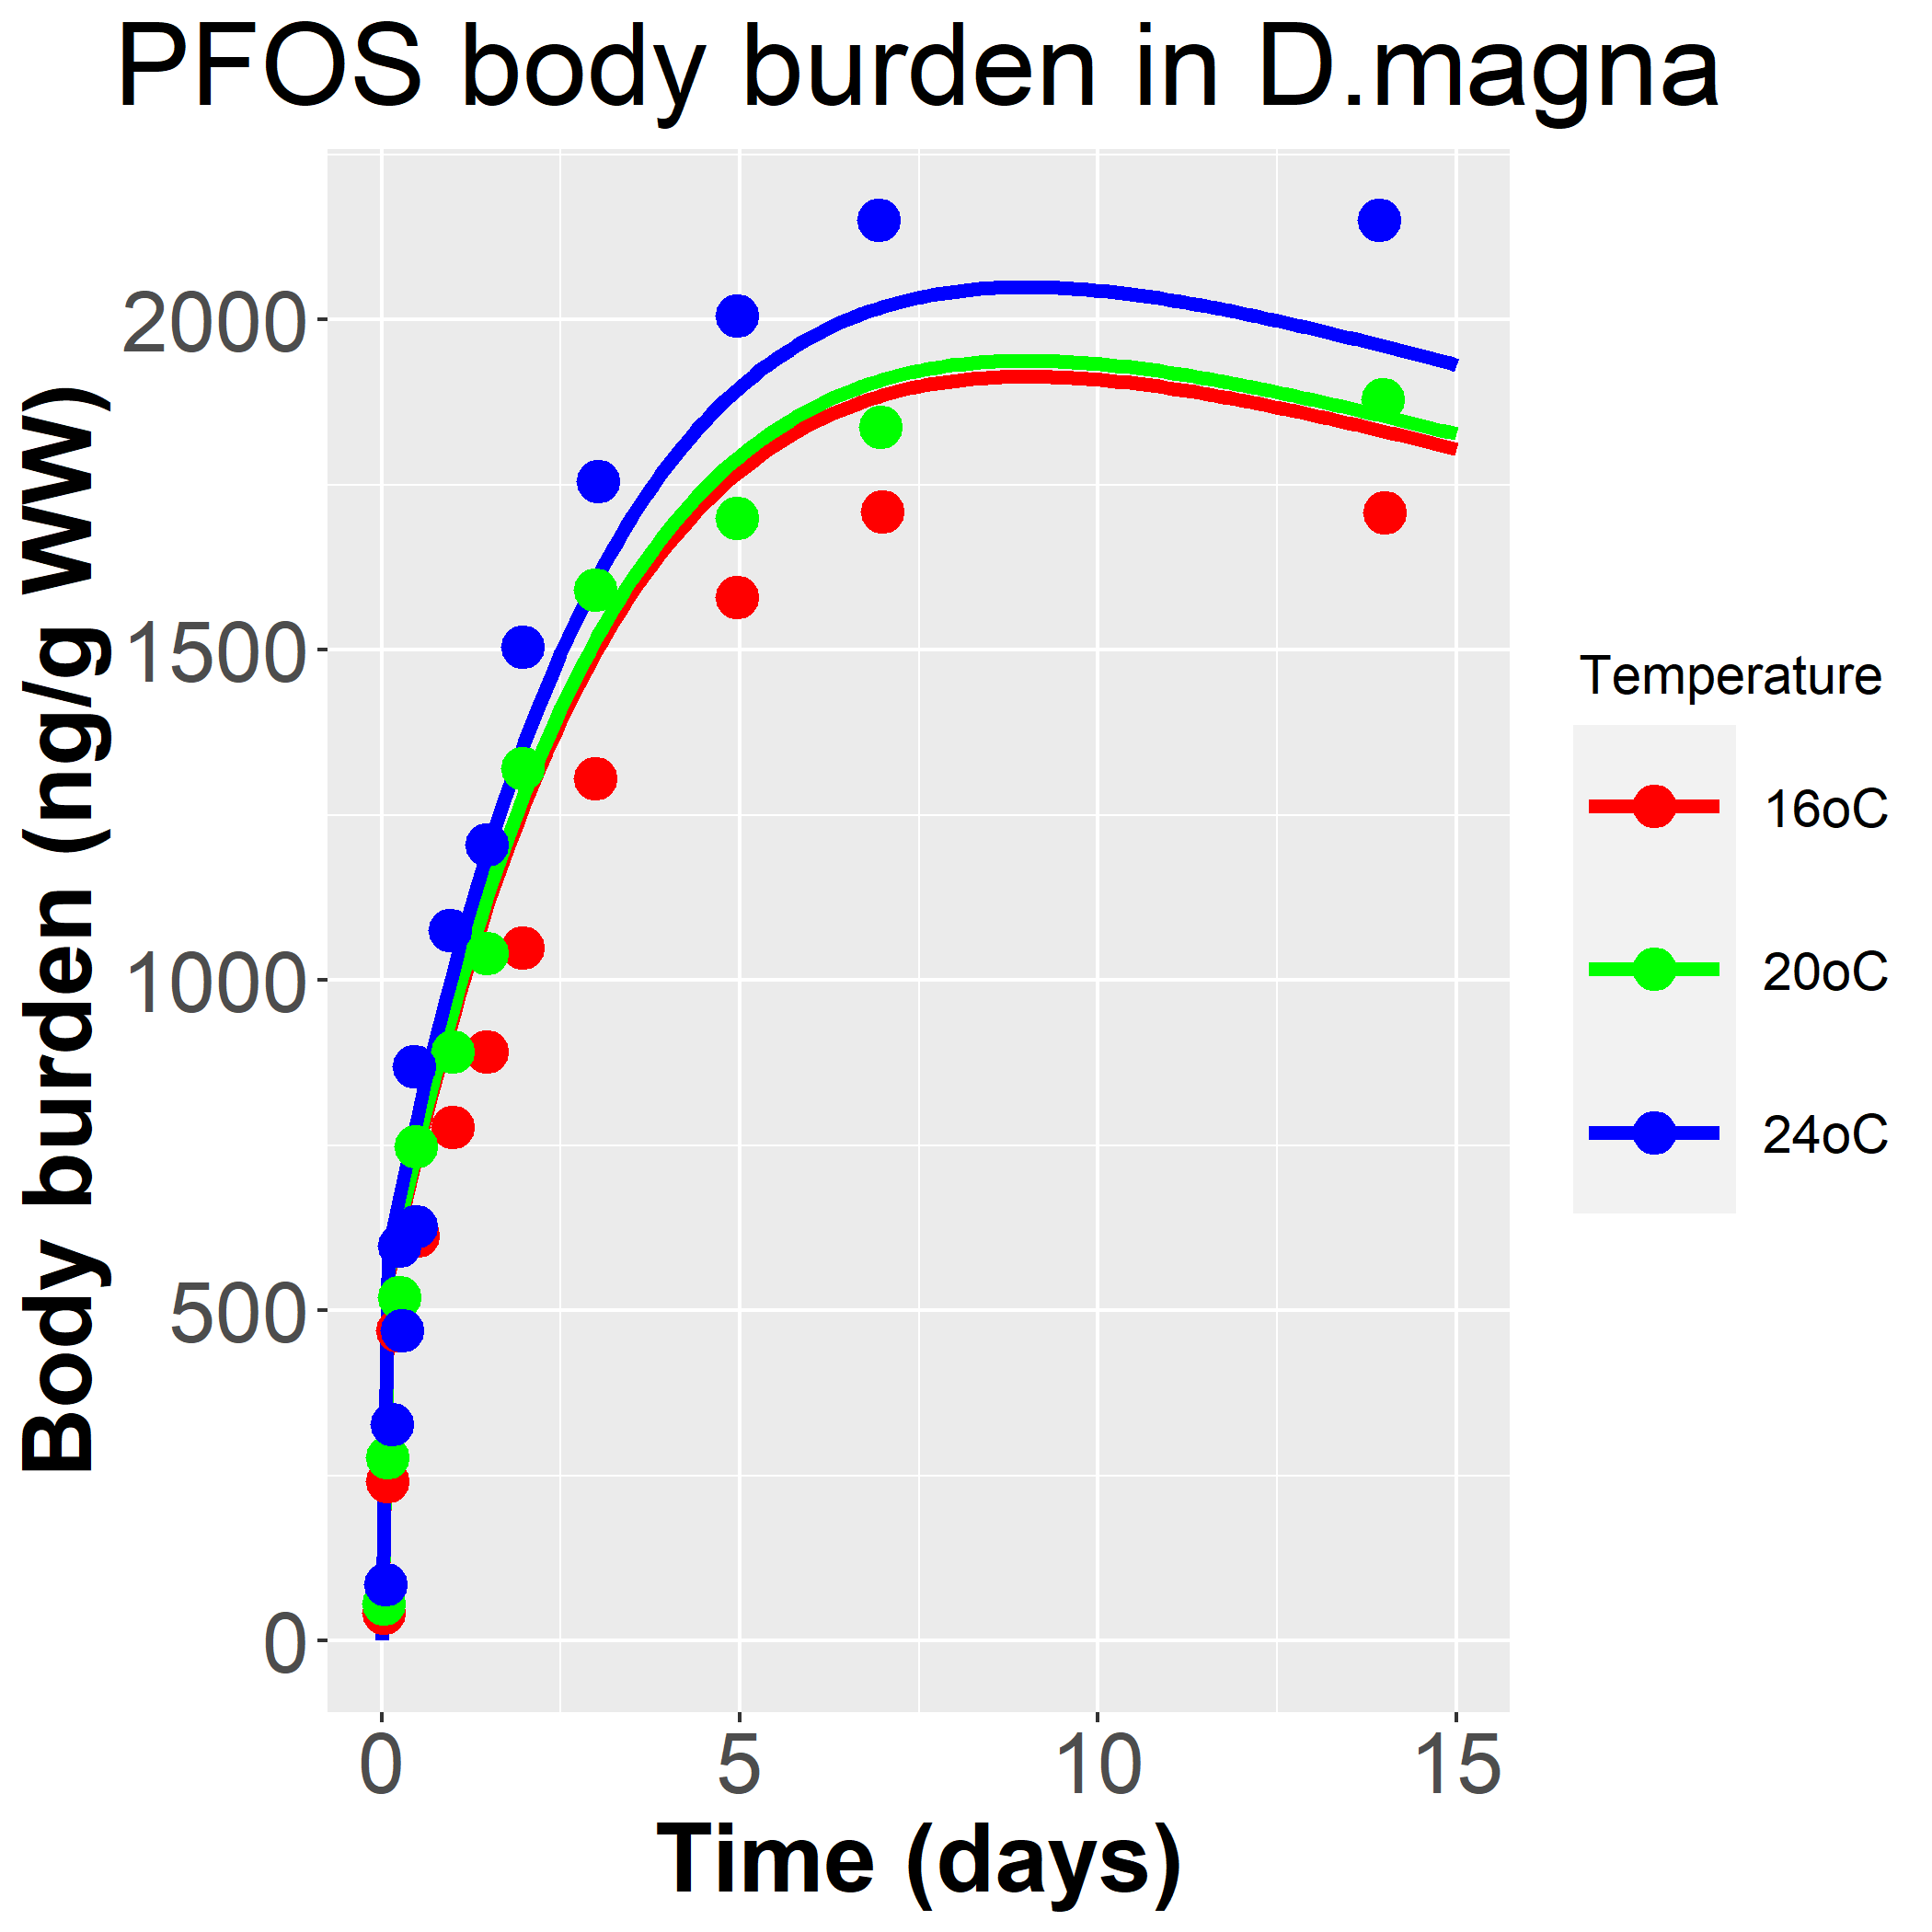 PFOS body burden in D.magna
Body burden (ng/g WW)
2000
1500
1000
500
0
0 5 10 15
Time (days)
Temperature
16oC
20oC
24oC